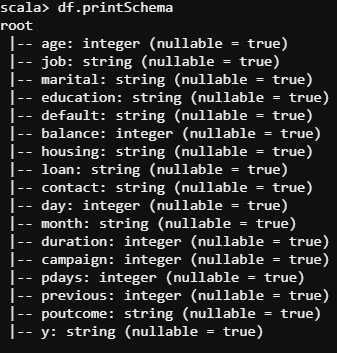 scala> df.printSchema
root
 |-- age: integer (nullable = true)
 |-- job: string (nullable = true)
 |-- marital: string (nullable = true)
 |-- education: string (nullable = true)
 |-- default: string (nullable = true)
 |-- balance: integer (nullable = true)
 |-- housing: string (nullable = true)
 |-- loan: string (nullable = true)
 |-- contact: string (nullable = true)
 |-- day: integer (nullable = true)
 |-- month: string (nullable = true)
 |-- duration: integer (nullable = true)
 |-- campaign: integer (nullable = true)
 |-- pdays: integer (nullable = true)
 |-- previous: integer (nullable = true)
 |-- poutcome: string (nullable = true)
 |-- y: string (nullable = true)